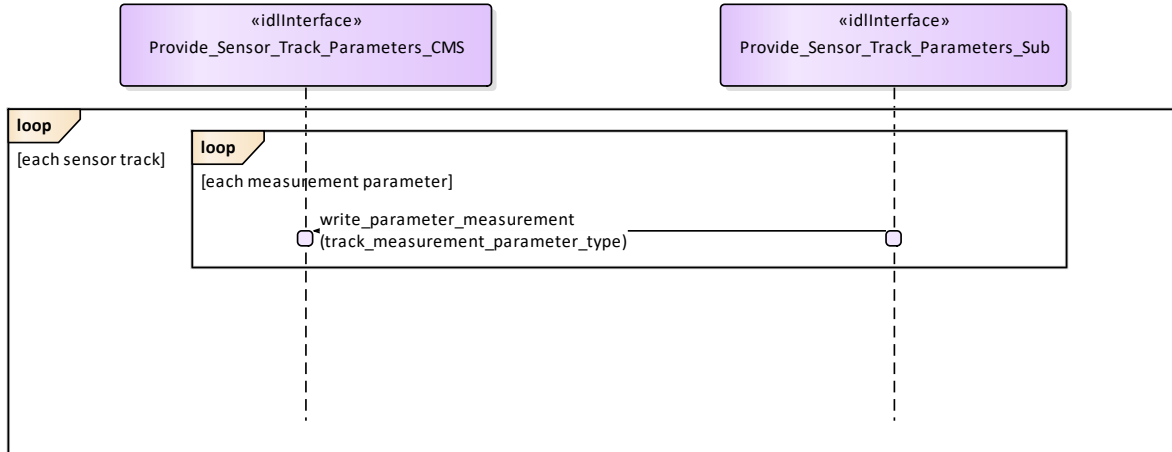 «idlInterface»
Provide_Sensor_Track_Parameters_CMS
«idlInterface»
Provide_Sensor_Track_Parameters_Sub
loop
[each sensor track]
loop
[each measurement parameter]
write_parameter_measurement
(track_measurement_parameter_type)